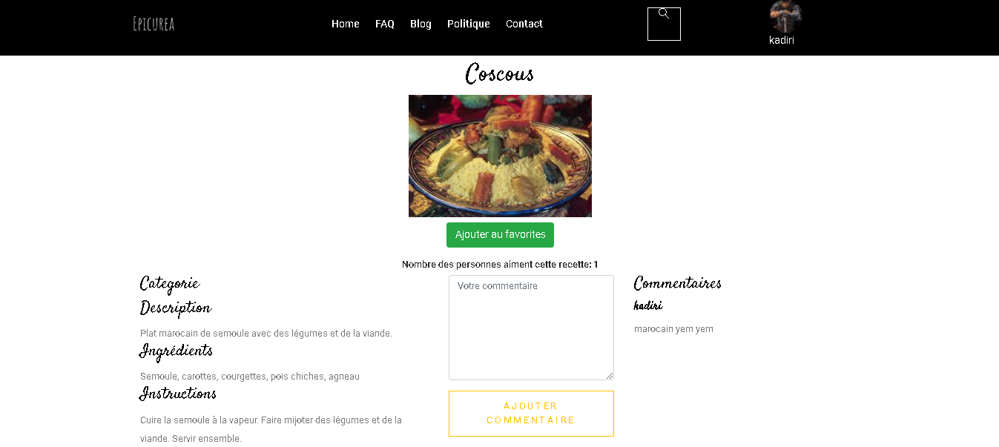 Epicurea
Home FAQ Blog Politique Contact
kadiri
Coscous
Ajouter au favorites
Nombre des personnes aiment cette recette: 1
Categorie
Description
Plat marocain de semoule avec des légumes et de la viande.
Ingrédients
Semoule, carottes, courgettes, pois chiches, agneau
Instructions
Cuire la semoule à la vapeur. Faire mijoter des légumes et de la
viande. Servir ensemble.
Votre commentaire
AJOUTER
COMMENTAIRE
Commentaires
kadiri
marocain yem yem